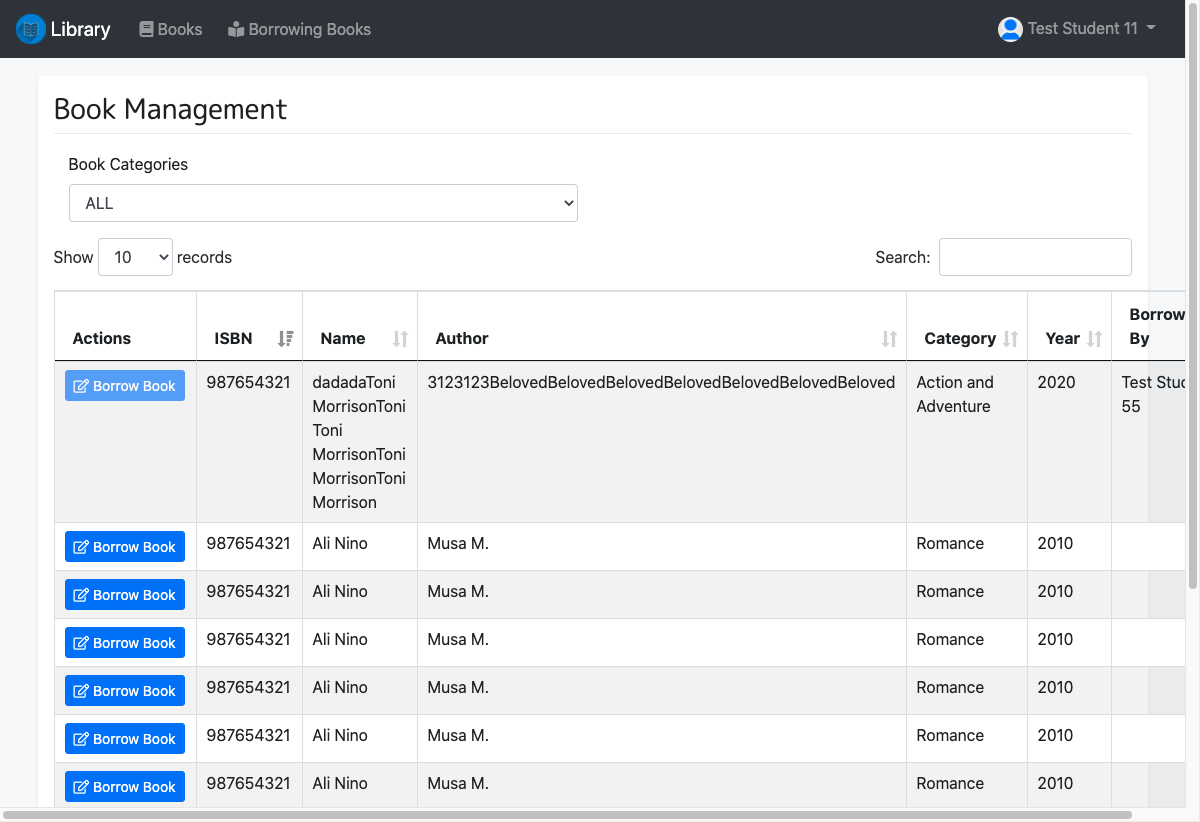 Library Books Borrowing Books Test Student 11
Book Management
Book Categories
ALL
Show 10 records Search:
Actions ISBN Name Author Category Year Borrow By
Borrow Book 987654321 dadadaToni 3123123BelovedBelovedBelovedBelovedBelovedBelovedBeloved Action and 2020 Test Stud
MorrisonToni Adventure 55
Toni
MorrisonToni
MorrisonToni
Morrison
Borrow Book 987654321 Ali Nino Musa M. Romance 2010
Borrow Book 987654321 Ali Nino Musa M. Romance 2010
Borrow Book 987654321 Ali Nino Musa M. Romance 2010
Borrow Book 987654321 Ali Nino Musa M. Romance 2010
Borrow Book 987654321 Ali Nino Musa M. Romance 2010
Borrow Book 987654321 Ali Nino Musa M. Romance 2010